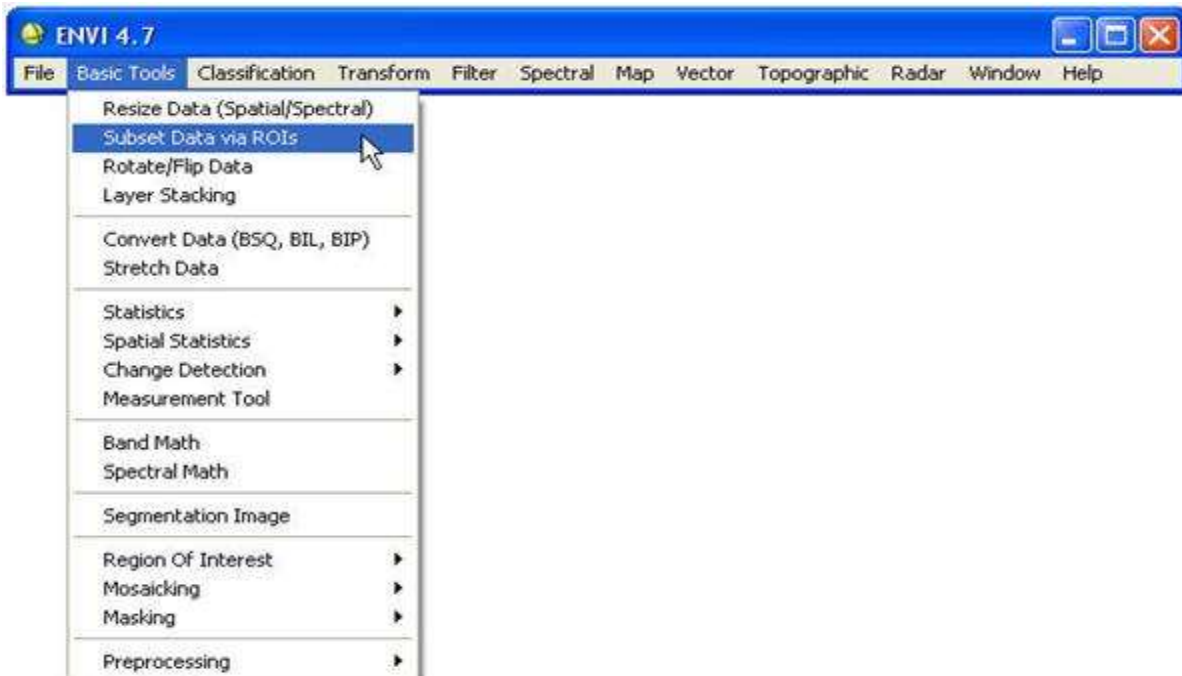 ENVI 4.7
File Basic Tools Classification Transform Filter Spectral Map Vector Topographic Radar Window Help
Resize Data (Spatial/Spectral)
Subset Data via ROIs
Rotate/Flip Data
Layer Stacking
Convert Data (BSQ, BIL, BIP)
Stretch Data
Statistics
Spatial Statistics
Change Detection
Measurement Tool
Band Math
Spectral Math
Segmentation Image
Region Of Interest
Mosaicking
Masking
Preprocessing